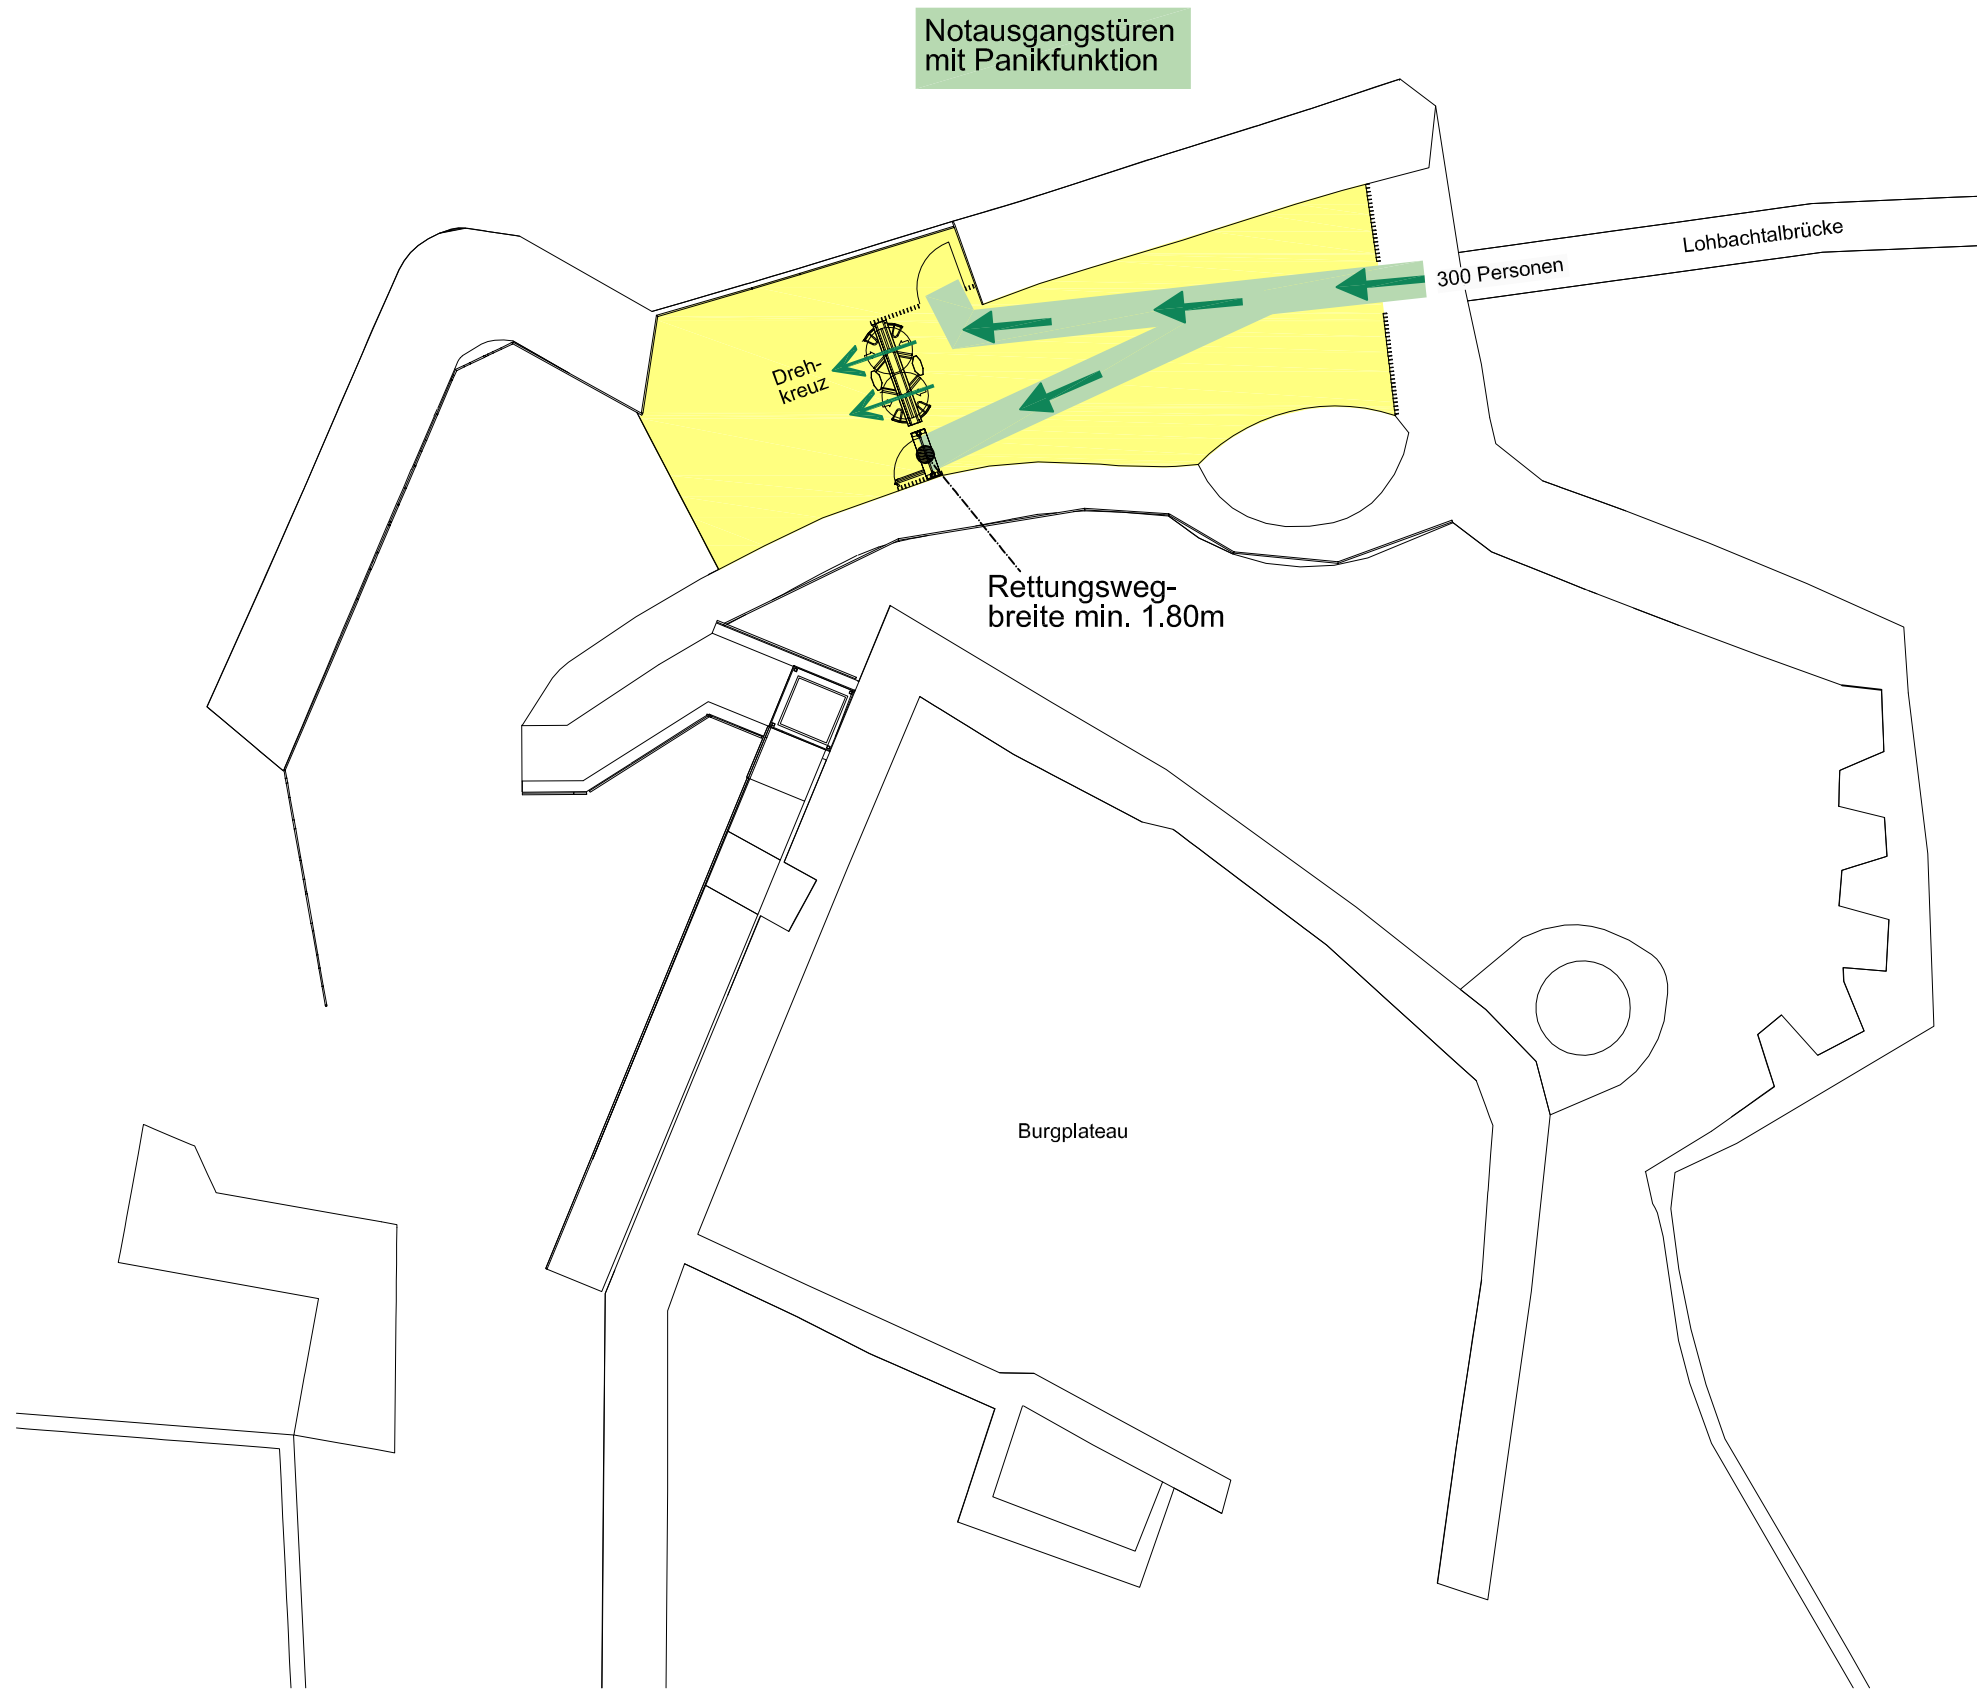 Notausgangstüren
mit Panikfunktion
Lohbachtalbrücke
300 Personen
Dreh-
kreuz
Rettungsweg-
breite min. 1.80m
Burgplateau